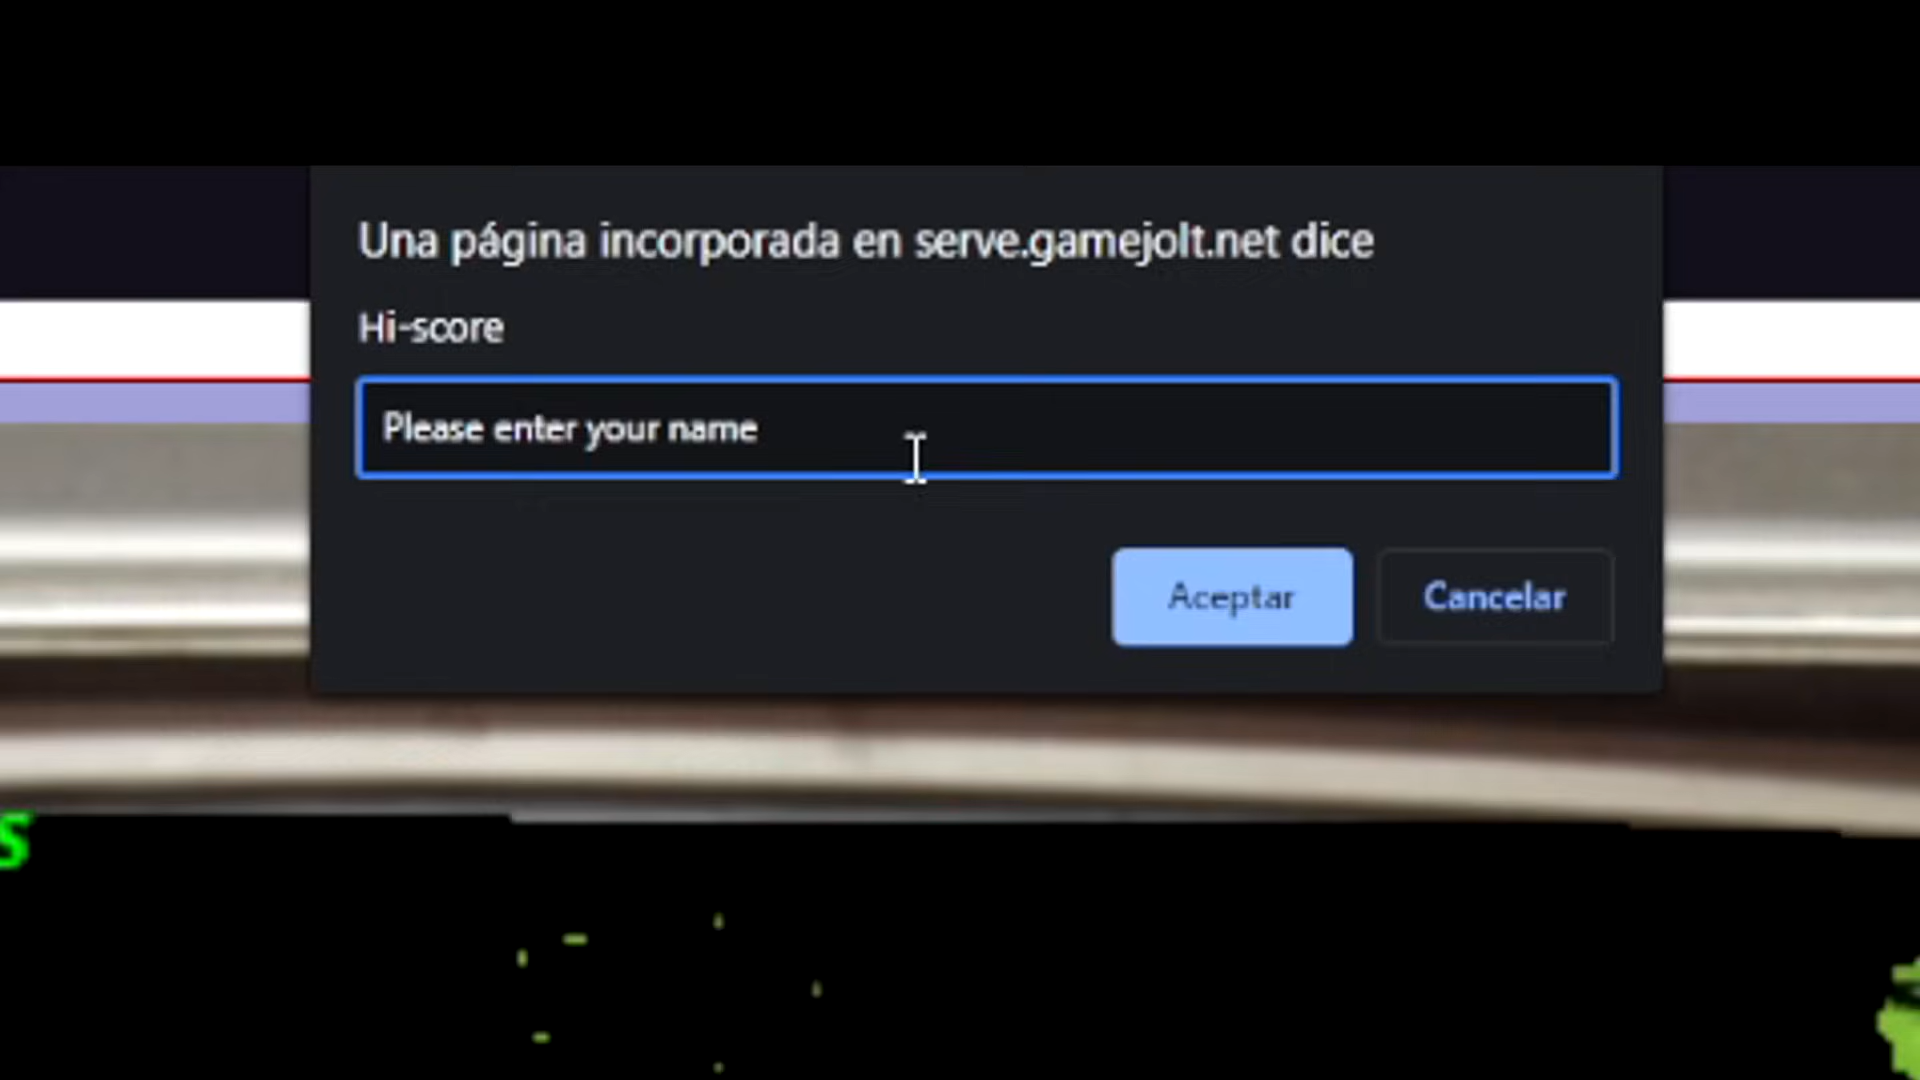 Una página incorporada en serve.gamejolt.net dice
Hi-score
Please enter your name
Aceptar Cancelar
s